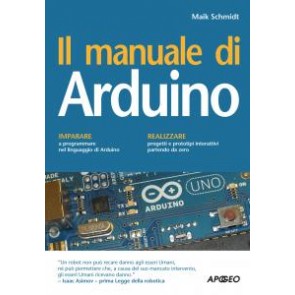 Maik Schmidt
Il manuale di
Arduino
IMPARARE
a programmare
nel linguaggio di Arduino
REALIZZARE
progetti e prototipi interattivi
partendo da zero
UNO
ARDUINO
"Un robot non può recare danno agli esseri Umani,
né può permettere che, a causa del suo mancato intervento,
gli esseri Umani ricevano danno."
– Isaac Asimov – prima Legge della robotica
APOGEO